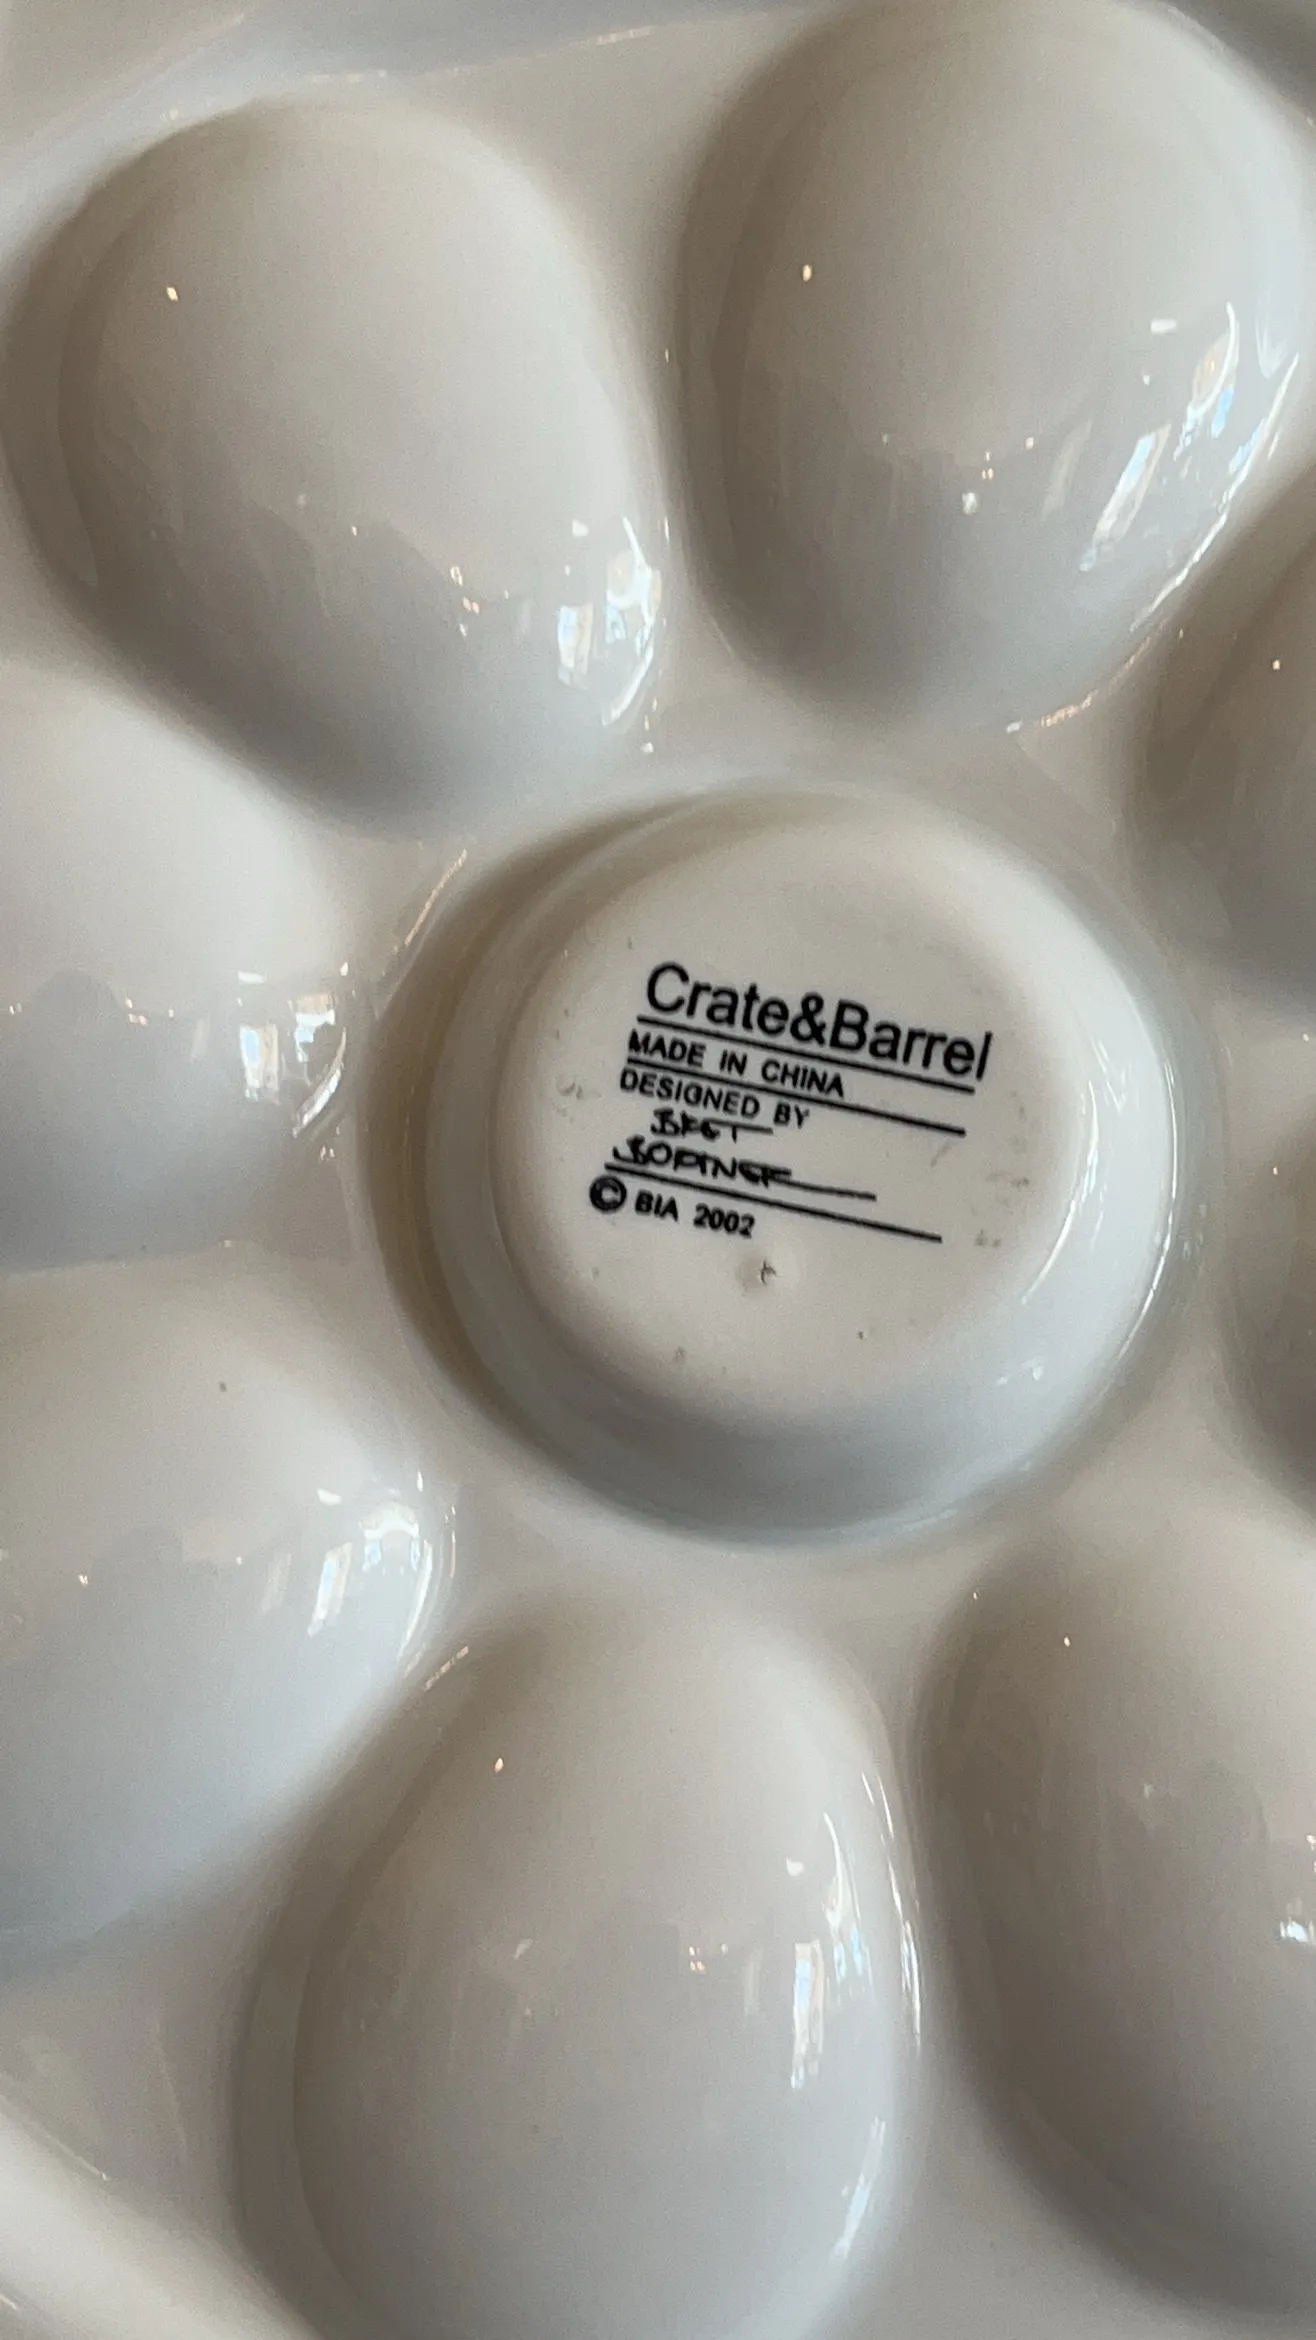 Crate&Barrel
MADE IN CHINA
DESIGNED BY
© BIA 2002